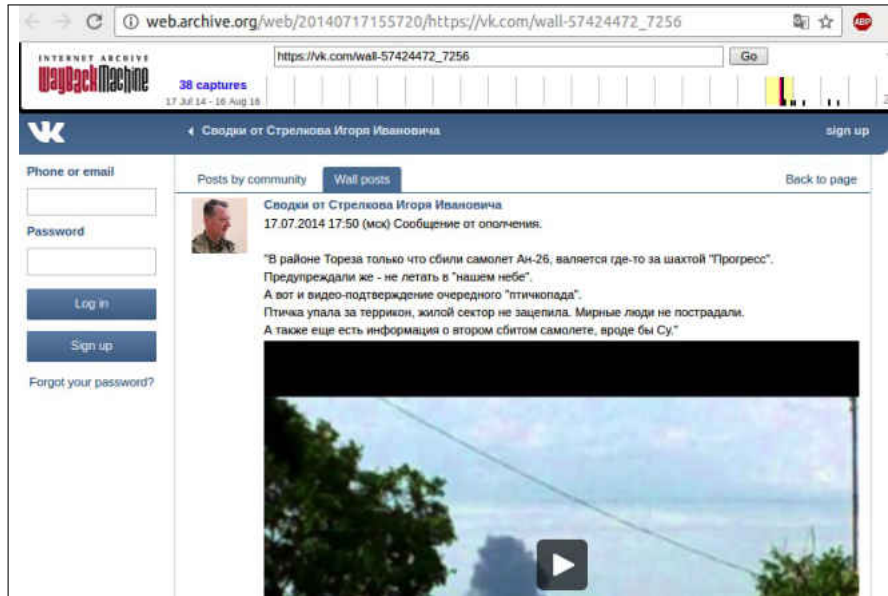 web.archive.org/web/20140717155720/https://vk.com/wall-57424472_7256
ABP
INTERNET ARCHIVE
WayBackMachine
https://vk.com/wall-57424472_7256
Go
38 captures
17 Jul 14 - 16 Aug 16
Сводки от Стрелкова Игоря Ивановича
sign up
Phone or email
Password
Log in
Sign up
Forgot your password?
Posts by community
Wall posts
Back to page
Сводки от Стрелкова Игоря Ивановича
17.07.2014 17:50 (мск) Сообщение от ополчения.
"В районе Тореза только что сбили самолет Ан-26, валяется где-то за шахтой "Прогресс".
Предупреждали же - не летать в "нашем небе".
А вот и видео-подтверждение очередного "птичкопада".
Птичка упала за террикон, жилой сектор не зацепила. Мирные люди не пострадали.
А также еще есть информация о втором сбитом самолете, вроде бы Су."